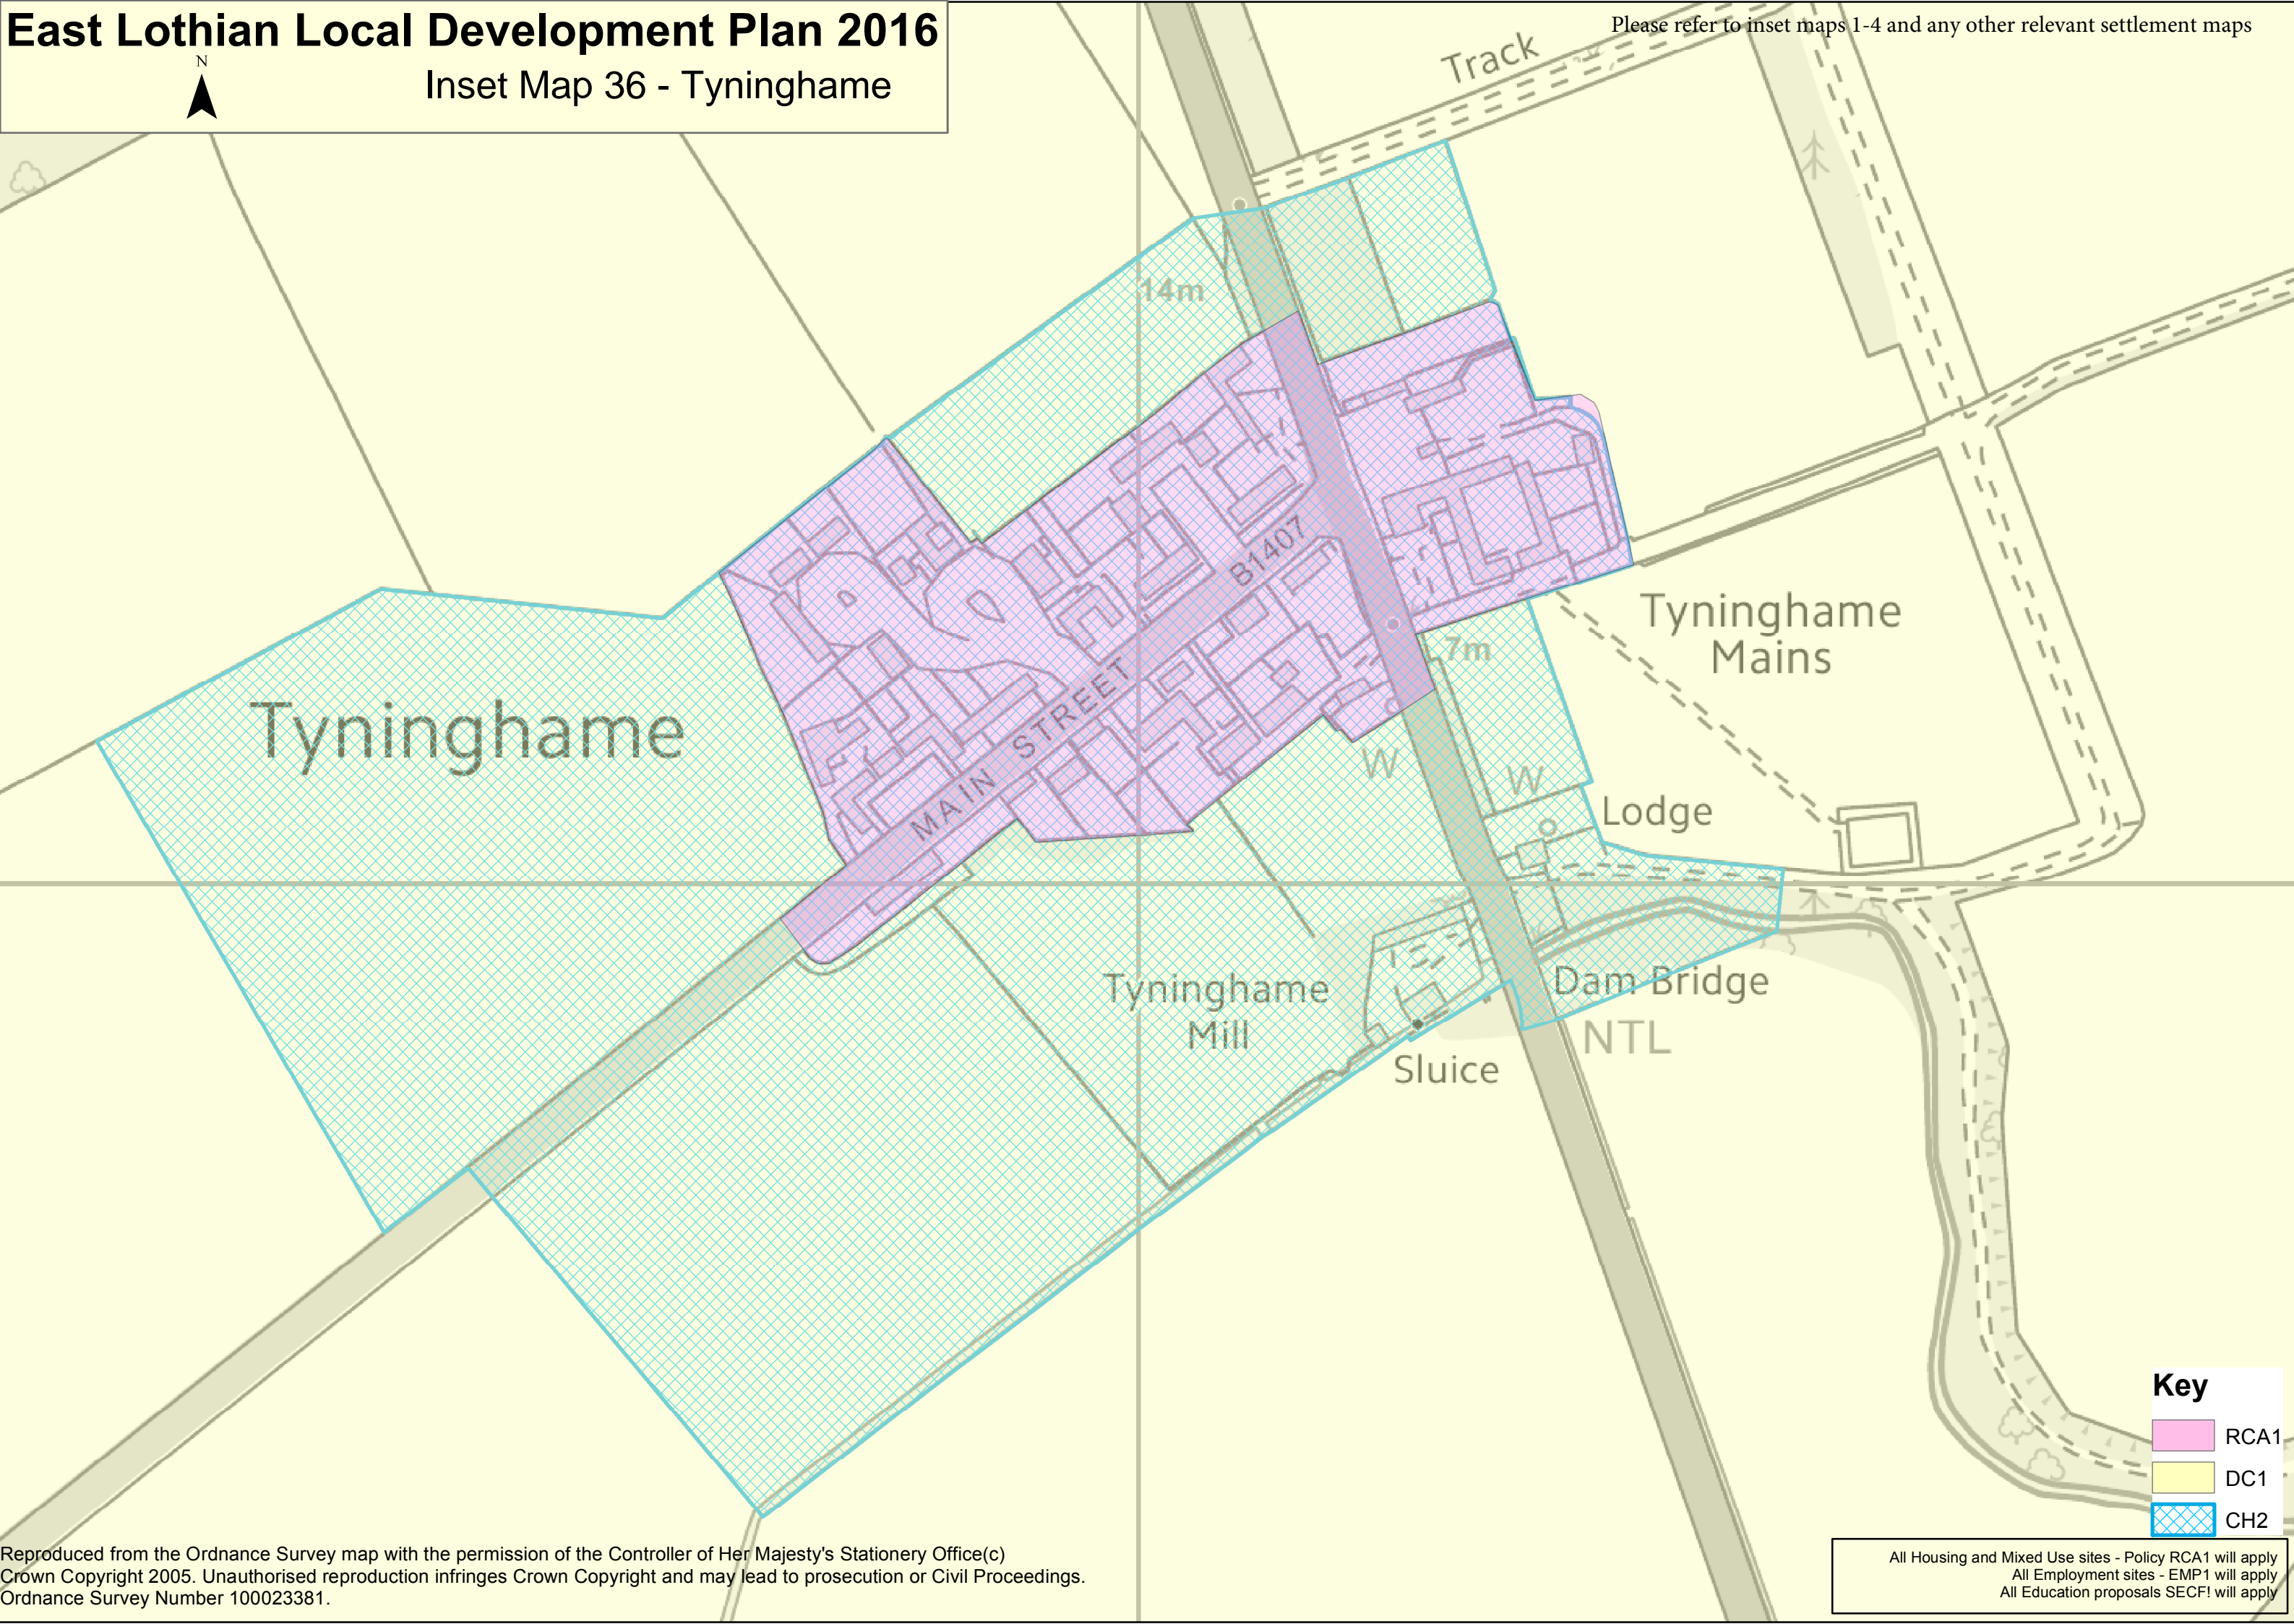 East Lothian Local Development Plan 2016
N
Inset Map 36 - Tyninghame
Please refer to inset maps 1-4 and any other relevant settlement maps
Track
14m
B1407
MAIN STREET
7m
Tyninghame
Mains
Tyninghame
W
W
Lodge
Tyninghame
Mill
Dam Bridge
NTL
Sluice
Key
RCA1
DC1
CH2
Reproduced from the Ordnance Survey map with the permission of the Controller of Her Majesty's Stationery Office(c)
Crown Copyright 2005. Unauthorised reproduction infringes Crown Copyright and may lead to prosecution or Civil Proceedings.
Ordnance Survey Number 100023381.
All Housing and Mixed Use sites - Policy RCA1 will apply
All Employment sites - EMP1 will apply
All Education proposals SECF! will apply